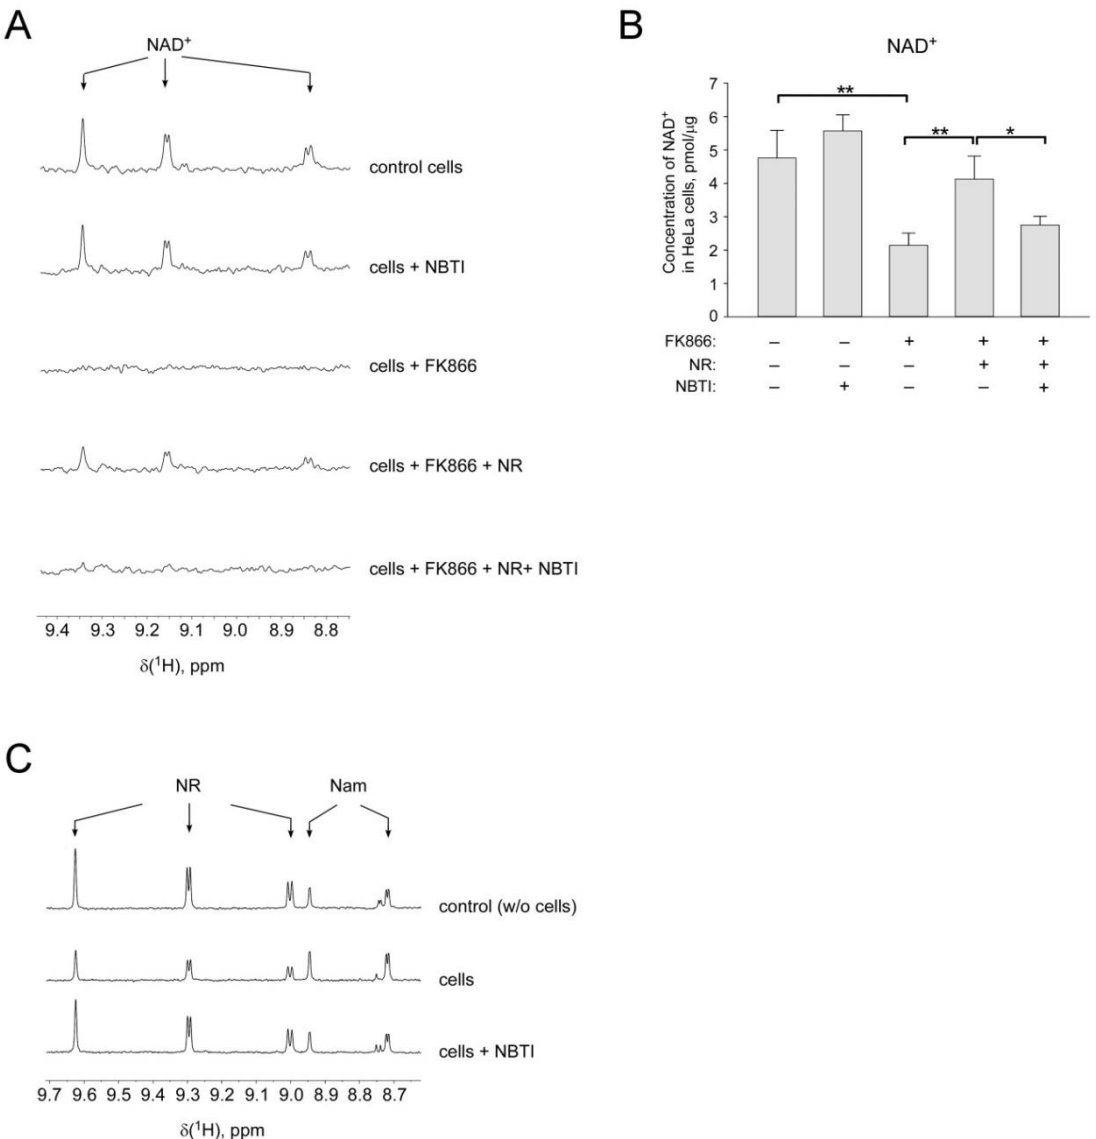 A
NAD⁺
control cells
cells + NBTI
cells + FK866
cells + FK866 + NR
cells + FK866 + NR+ NBTI
9.4 9.3 9.2 9.1 9.0 8.9 8.8
δ(¹H), ppm
B
NAD⁺
Concentration of NAD⁺
in HeLa cells, pmol/μg
7
6
5
4
3
2
1
0
** ** *
FK866: – – + + +
NR: – – – + +
NBTI: – + – – +
C
NR Nam
control (w/o cells)
cells
cells + NBTI
9.7 9.6 9.5 9.4 9.3 9.2 9.1 9.0 8.9 8.8 8.7
δ(¹H), ppm